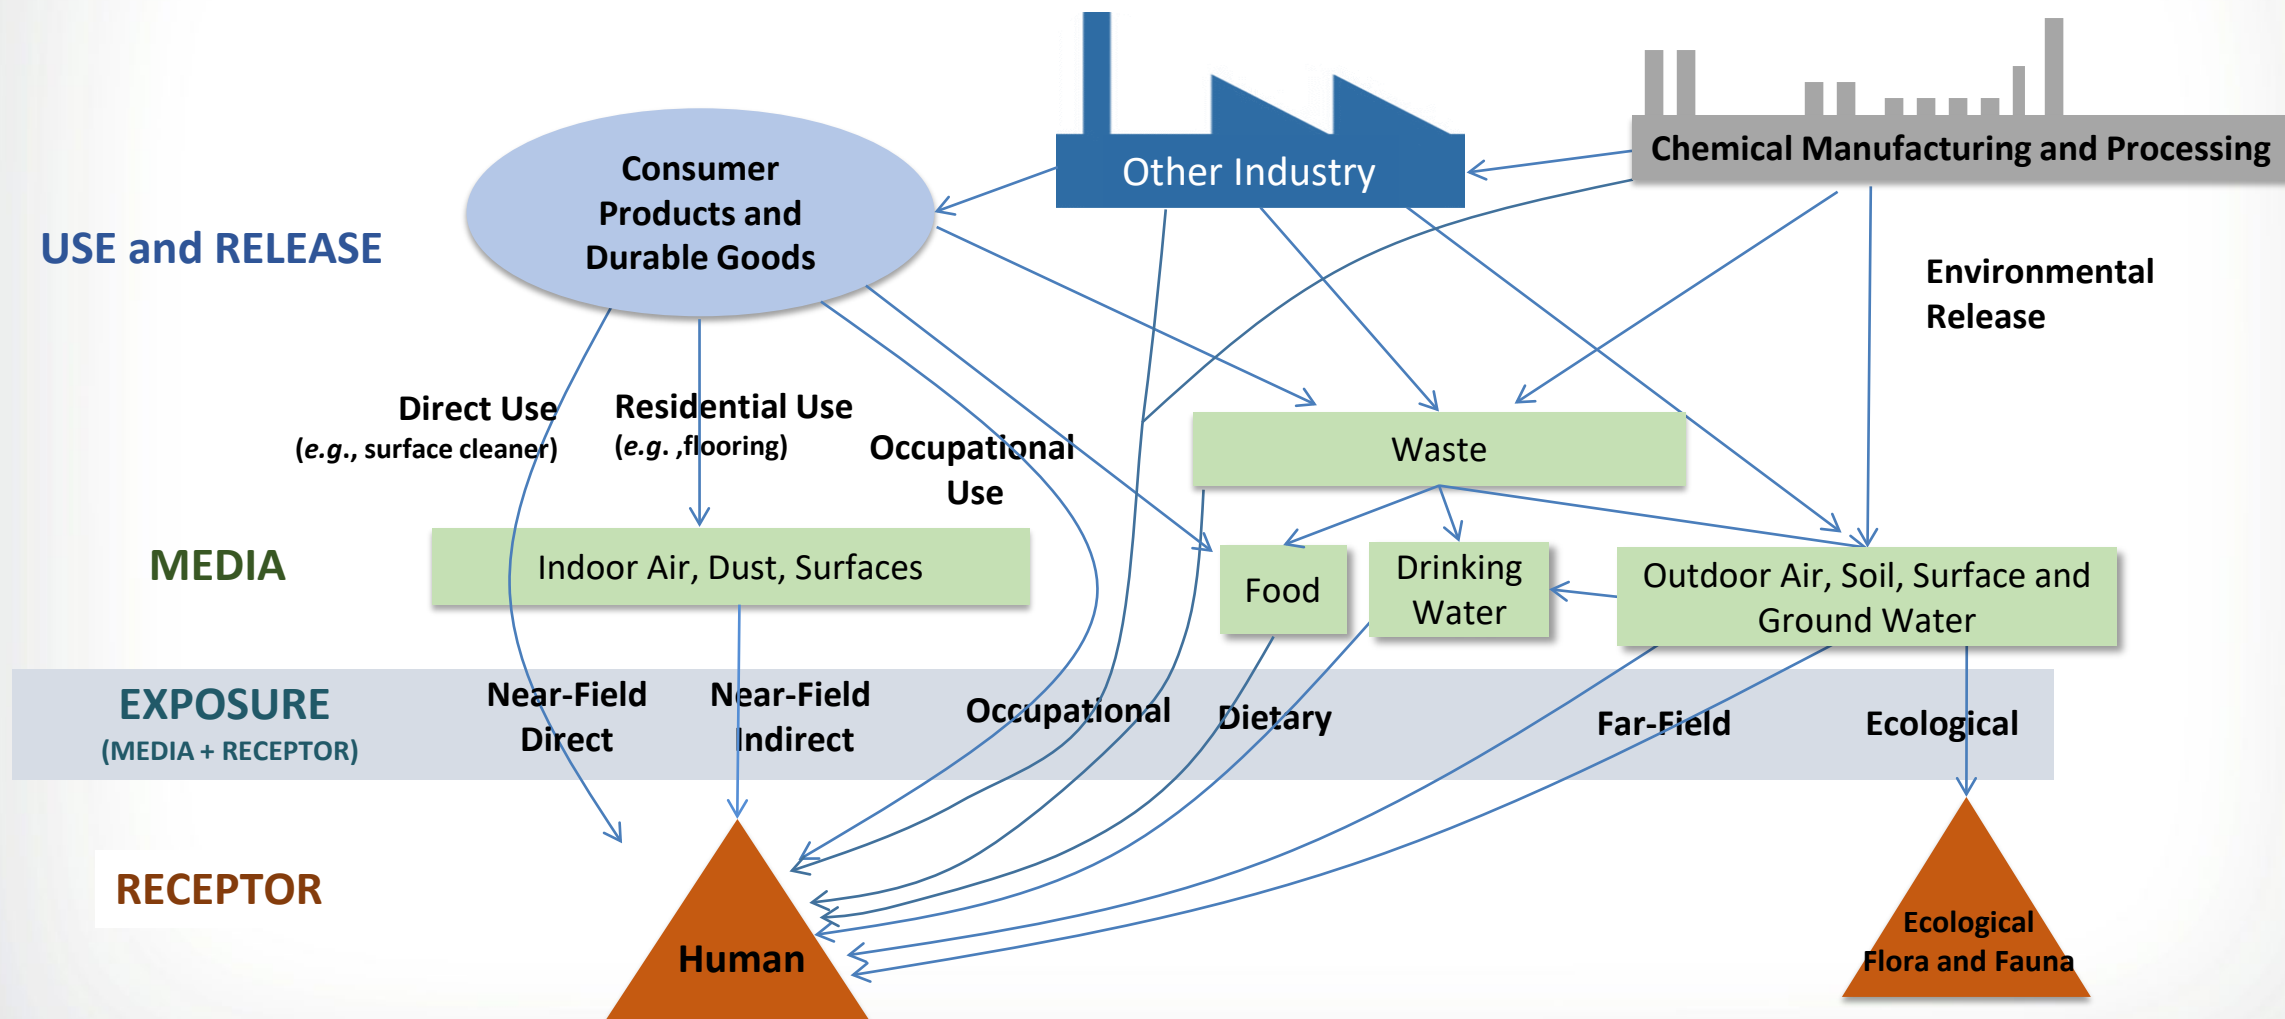 Consumer
Products and
Durable Goods
Other Industry
Chemical Manufacturing and Processing
USE and RELEASE
Environmental
Release
Direct Use
(e.g., surface cleaner)
Residential Use
(e.g. ,flooring)
Occupational
Use
Waste
MEDIA
Indoor Air, Dust, Surfaces
Food
Drinking
Water
Outdoor Air, Soil, Surface and
Ground Water
EXPOSURE
(MEDIA + RECEPTOR)
Near-Field
Direct
Near-Field
Indirect
Occupational
Dietary
Far-Field
Ecological
RECEPTOR
Human
Ecological
Flora and Fauna